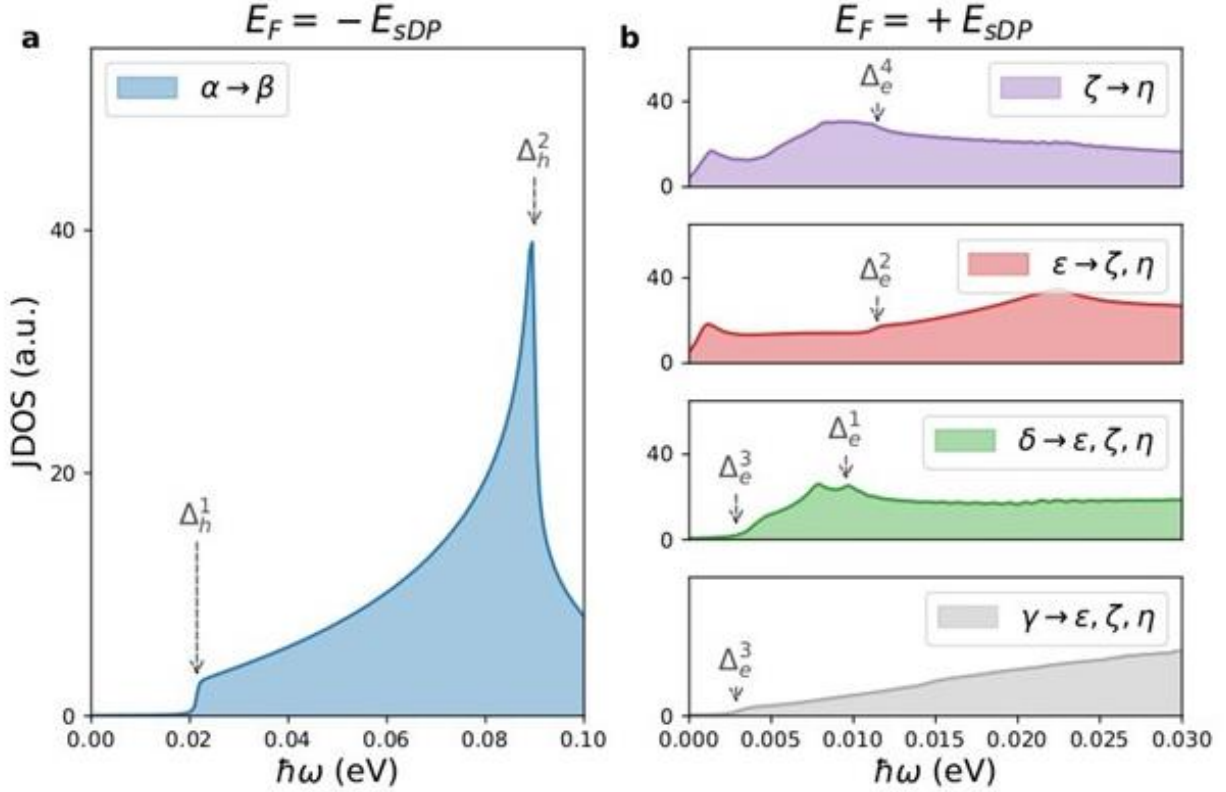 a
E_F = − E_sDP
α → β
Δ_h^1
Δ_h^2
JDOS (a.u.)
40
20
0
0.00 0.02 0.04 0.06 0.08 0.10
ħω (eV)
b
E_F = + E_sDP
ζ → η
Δ_e^4
40
0
ε → ζ, η
Δ_e^2
40
0
δ → ε, ζ, η
Δ_e^3
Δ_e^1
40
0
γ → ε, ζ, η
Δ_e^3
0
0.000 0.005 0.010 0.015 0.020 0.025 0.030
ħω (eV)